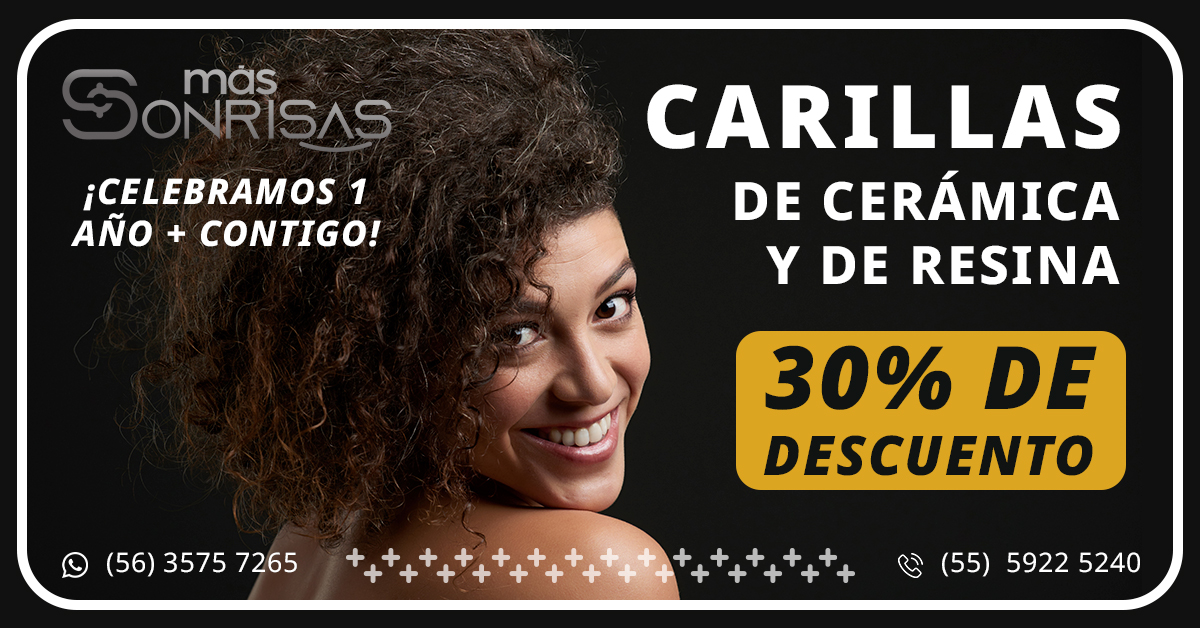 más
SONRISAS
¡CELEBRAMOS 1
AÑO + CONTIGO!
CARILLAS
DE CERÁMICA
Y DE RESINA
30% DE
DESCUENTO
(56) 3575 7265
(55) 5922 5240